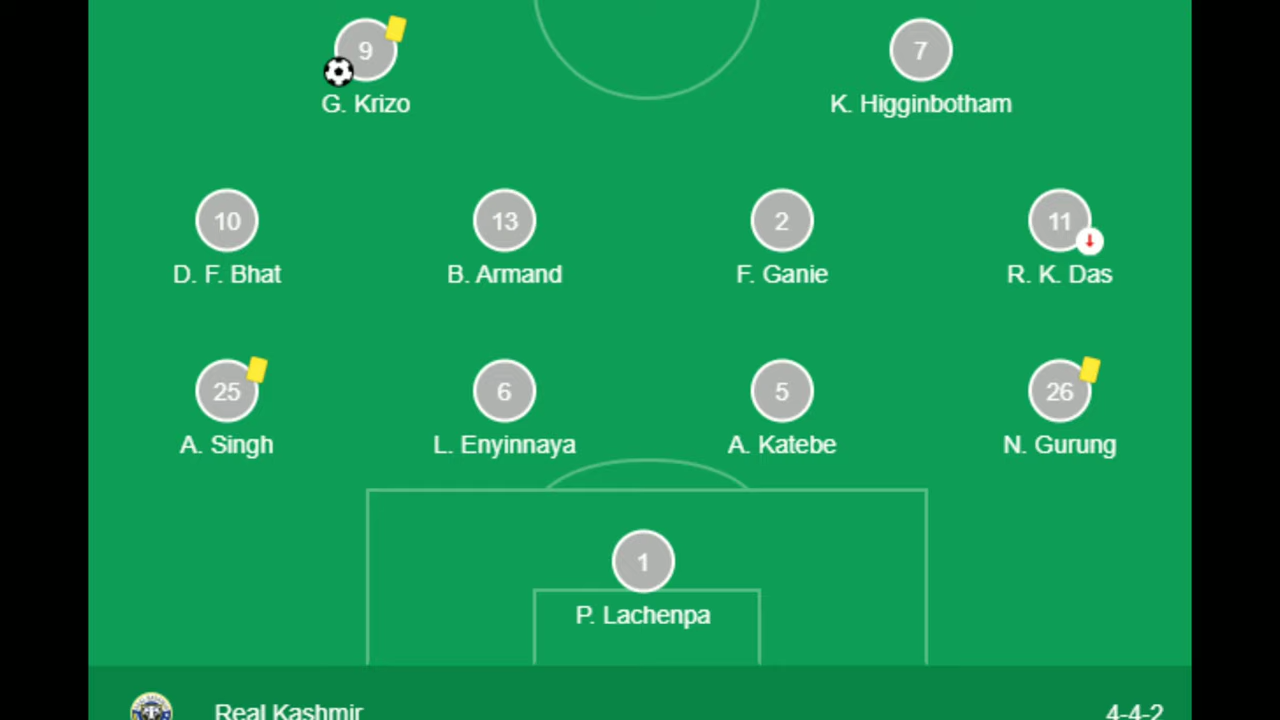 9 7
G. Krizo K. Higginbotham
10 13 2 11
D. F. Bhat B. Armand F. Ganie R. K. Das
25 6 5 26
A. Singh L. Enyinnaya A. Katebe N. Gurung
1
P. Lachenpa
Real Kashmir 4-4-2